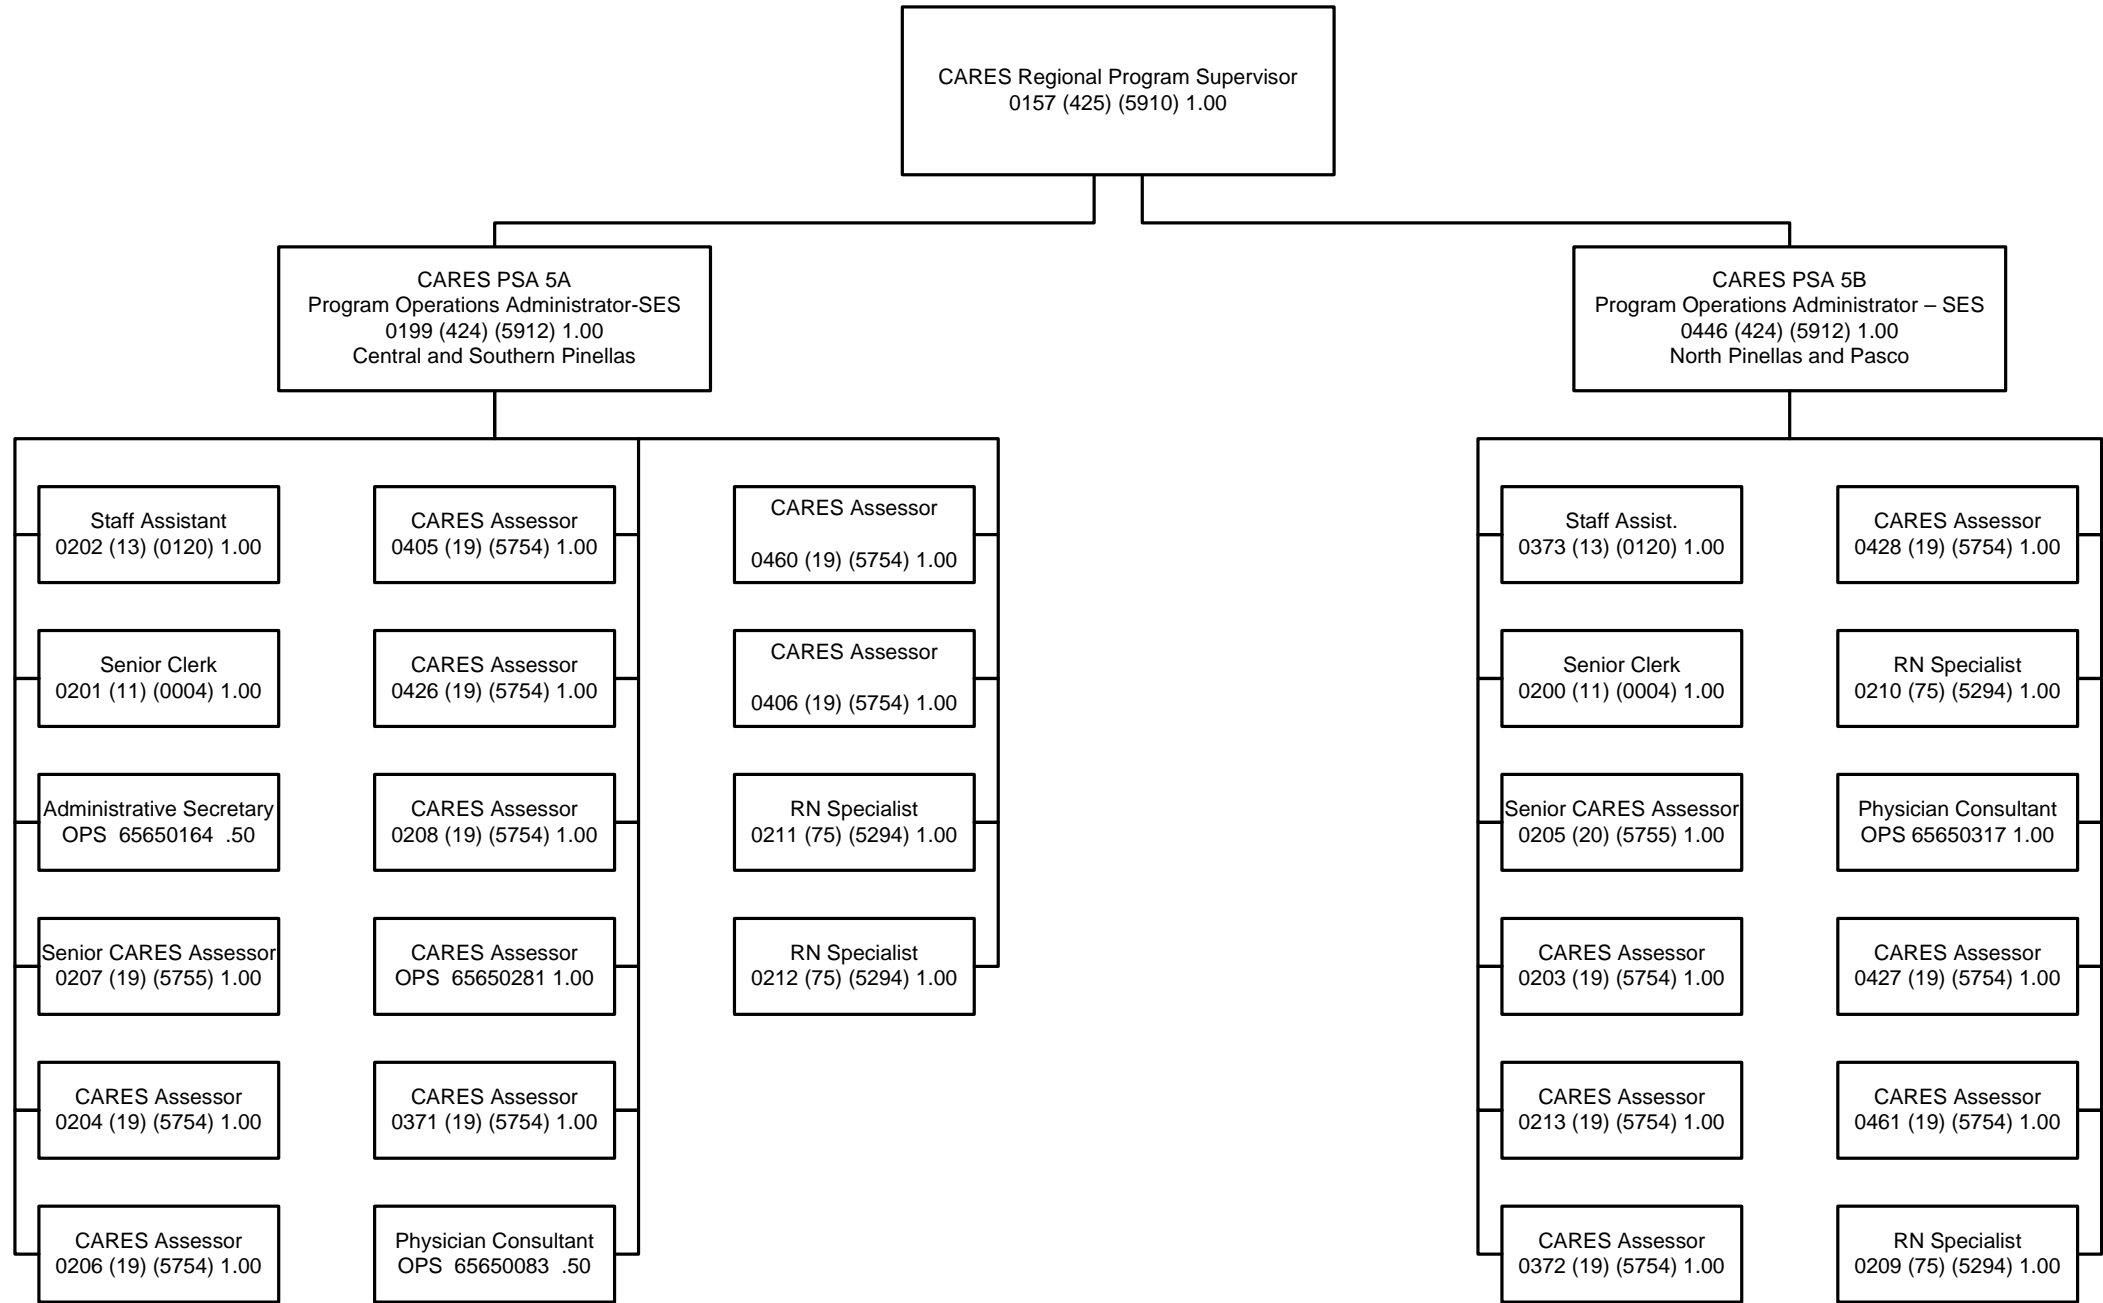 CARES Regional Program Supervisor
0157 (425) (5910) 1.00
CARES PSA 5A
Program Operations Administrator-SES
0199 (424) (5912) 1.00
Central and Southern Pinellas
Staff Assistant
0202 (13) (0120) 1.00
Senior Clerk
0201 (11) (0004) 1.00
Administrative Secretary
OPS  65650164  .50
Senior CARES Assessor
0207 (19) (5755) 1.00
CARES Assessor
0204 (19) (5754) 1.00
CARES Assessor
0206 (19) (5754) 1.00
CARES Assessor
0405 (19) (5754) 1.00
CARES Assessor
0426 (19) (5754) 1.00
CARES Assessor
0208 (19) (5754) 1.00
CARES Assessor
OPS  65650281 1.00
CARES Assessor
0371 (19) (5754) 1.00
Physician Consultant
OPS  65650083  .50
CARES Assessor
0460 (19) (5754) 1.00
CARES Assessor
0406 (19) (5754) 1.00
RN Specialist
0211 (75) (5294) 1.00
RN Specialist
0212 (75) (5294) 1.00
CARES PSA 5B
Program Operations Administrator – SES
0446 (424) (5912) 1.00
North Pinellas and Pasco
Staff Assist.
0373 (13) (0120) 1.00
Senior Clerk
0200 (11) (0004) 1.00
Senior CARES Assessor
0205 (20) (5755) 1.00
CARES Assessor
0203 (19) (5754) 1.00
CARES Assessor
0213 (19) (5754) 1.00
CARES Assessor
0372 (19) (5754) 1.00
CARES Assessor
0428 (19) (5754) 1.00
RN Specialist
0210 (75) (5294) 1.00
Physician Consultant
OPS 65650317 1.00
CARES Assessor
0427 (19) (5754) 1.00
CARES Assessor
0461 (19) (5754) 1.00
RN Specialist
0209 (75) (5294) 1.00